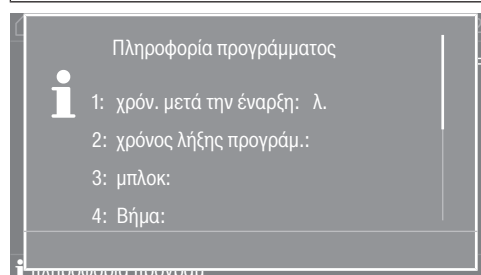 Πληροφορία προγράμματος
1: χρόν. μετά την έναρξη: λ.
2: χρόνος λήξης προγράμ.:
3: μπλοκ:
4: Βήμα: